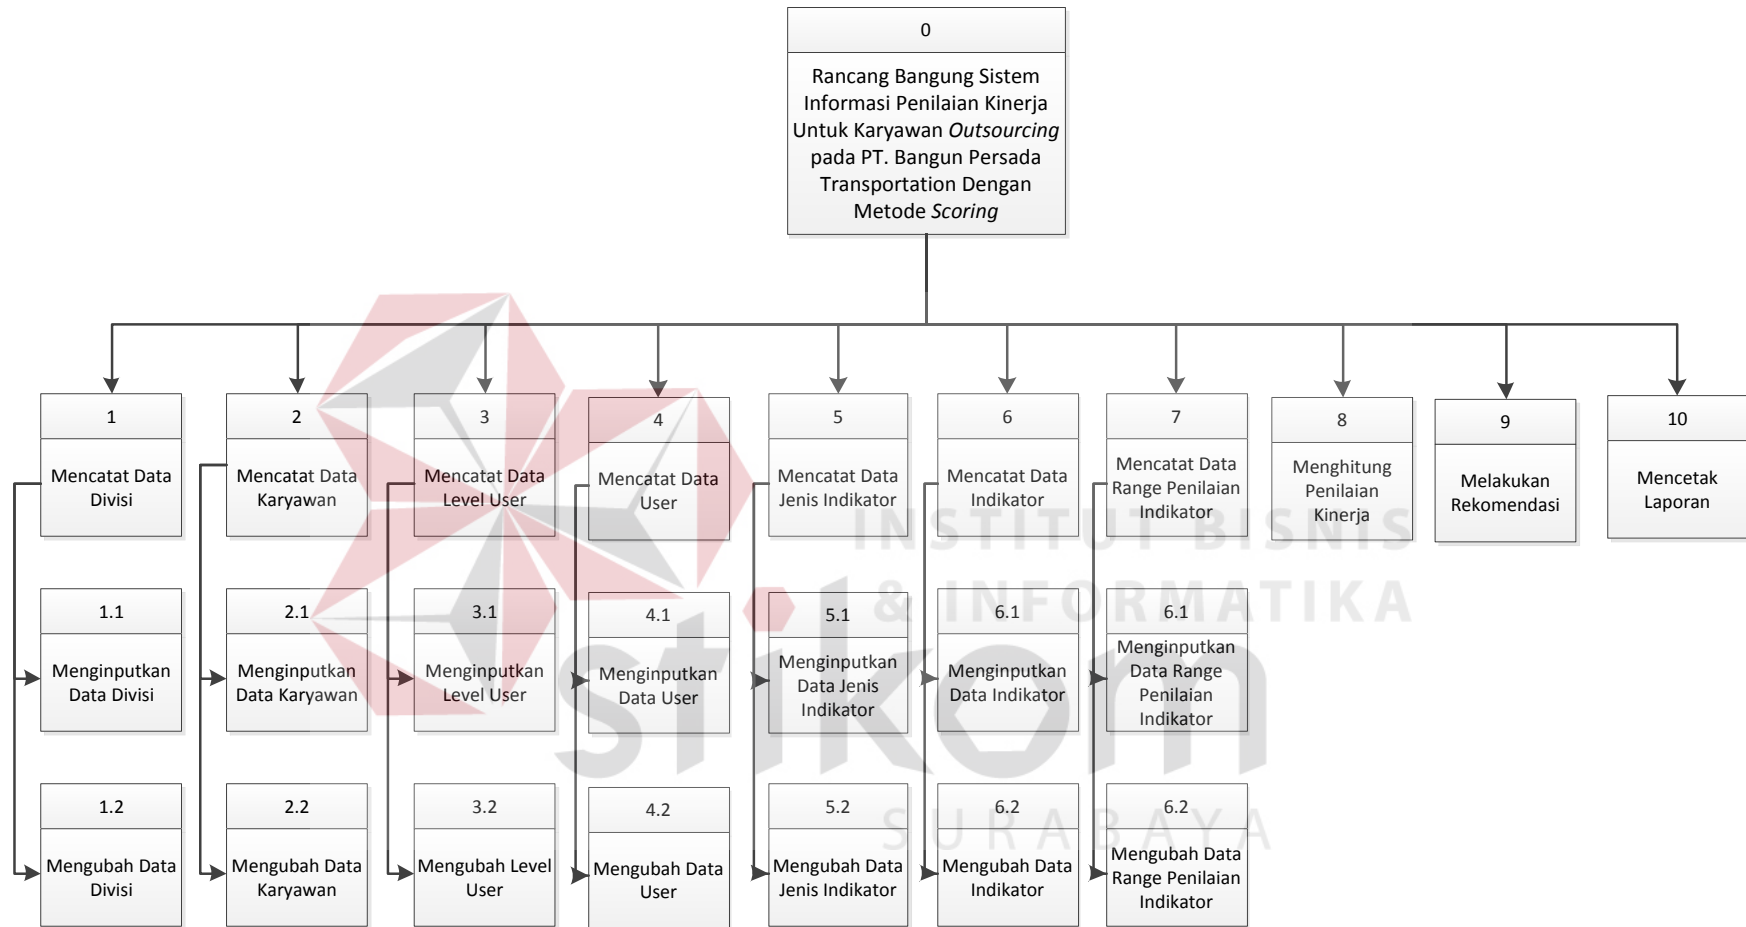 0
Rancang Bangung Sistem
Informasi Penilaian Kinerja
Untuk Karyawan Outsourcing
pada PT. Bangun Persada
Transportation Dengan
Metode Scoring
1
Mencatat Data
Divisi
2
Mencatat Data
Karyawan
3
Mencatat Data
Level User
4
Mencatat Data
User
5
Mencatat Data
Jenis Indikator
6
Mencatat Data
Indikator
7
Mencatat Data
Range Penilaian
Indikator
8
Menghitung
Penilaian
Kinerja
9
Melakukan
Rekomendasi
10
Mencetak
Laporan
1.1
Menginputkan
Data Divisi
2.1
Menginputkan
Data Karyawan
3.1
Menginputkan
Level User
4.1
Menginputkan
Data User
5.1
Menginputkan
Data Jenis
Indikator
6.1
Menginputkan
Data Indikator
6.1
Menginputkan
Data Range
Penilaian
Indikator
1.2
Mengubah Data
Divisi
2.2
Mengubah Data
Karyawan
3.2
Mengubah Level
User
4.2
Mengubah Data
User
5.2
Mengubah Data
Jenis Indikator
6.2
Mengubah Data
Indikator
6.2
Mengubah Data
Range Penilaian
Indikator
INSTITUT BISNIS
& INFORMATIKA
stikom
SURABAYA